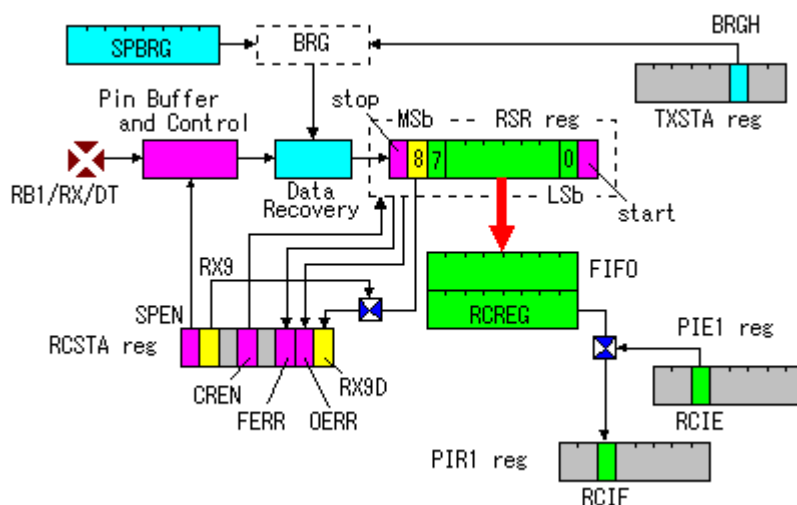 SPBRG
BRG
BRGH
TXSTA reg
Pin Buffer
and Control
stop
MSb
RSR reg
8
7
0
RB1/RX/DT
Data
Recovery
LSb
start
RX9
FIFO
SPEN
RCREG
PIE1 reg
RCSTA reg
CREN
RX9D
FERR
OERR
RCIE
PIR1 reg
RCIF